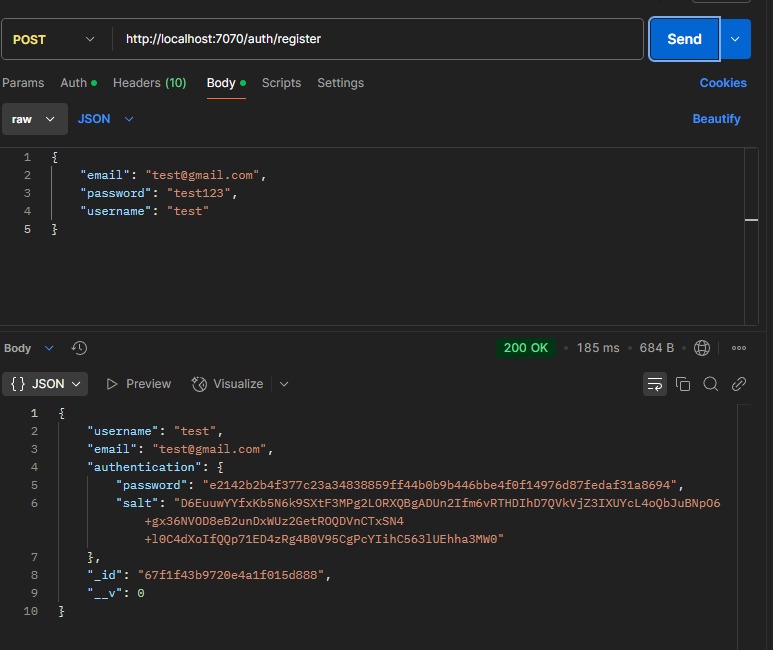 POST http://localhost:7070/auth/register Send
Params Auth Headers (10) Body Scripts Settings Cookies
raw JSON Beautify
1 {
2 "email": "test@gmail.com",
3 "password": "test123",
4 "username": "test"
5 }
Body 200 OK 185 ms 684 B
{} JSON Preview Visualize
1 {
2 "username": "test",
3 "email": "test@gmail.com",
4 "authentication": {
5 "password": "e2142b2b4f377c23a34838859ff44b0b9b446bbe4f0f14976d87fedaf31a8694",
6 "salt": "D6EuuwYYfxKb5N6k9SXtF3MPg2LORXQBgADUn2Ifm6vRTHDIhD7QVkVjZ3IXUYcL4oQbJuBNpO6
+gx36NVOD8eB2unDxWUz2GetROQDVnCTxSN4
+l0C4dXoIfQQp71ED4zRg4B0V95CgPcYIihC563lUEhha3MW0"
7 },
8 "_id": "67f1f43b9720e4a1f015d888",
9 "__v": 0
10 }